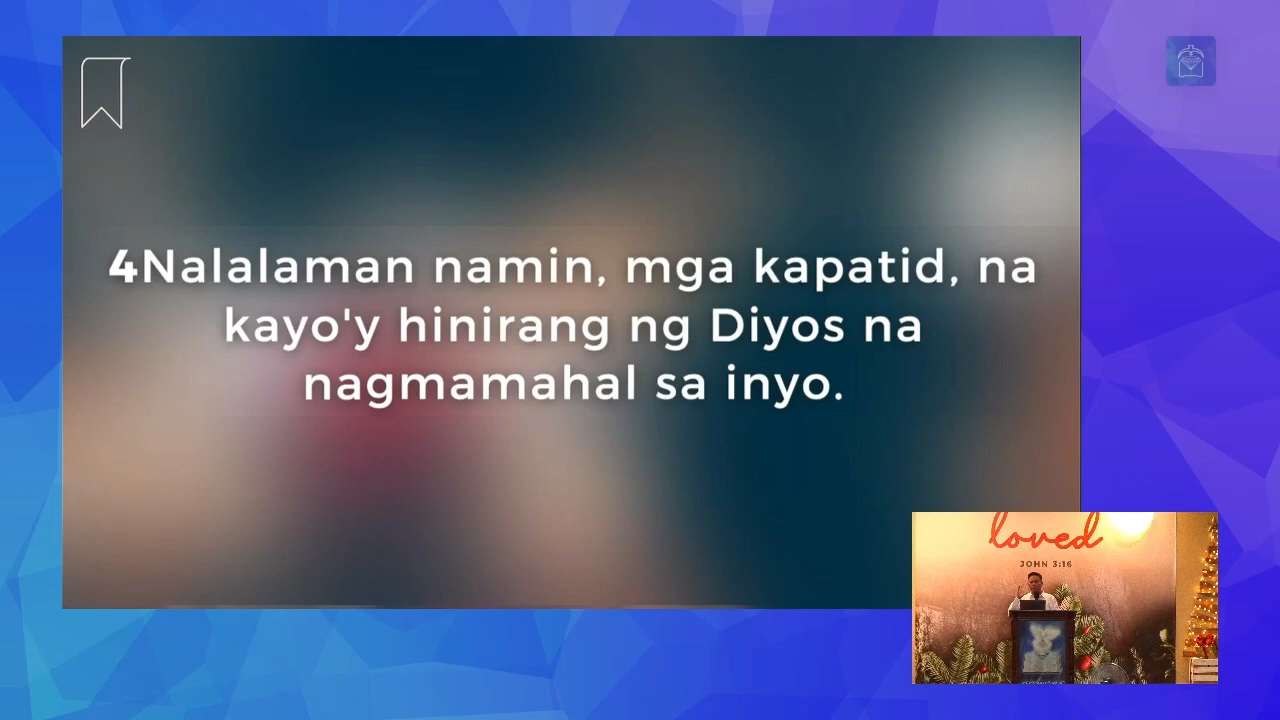 4Nalalaman namin, mga kapatid, na
kayo'y hinirang ng Diyos na
nagmamahal sa inyo.
loved
JOHN 3:16